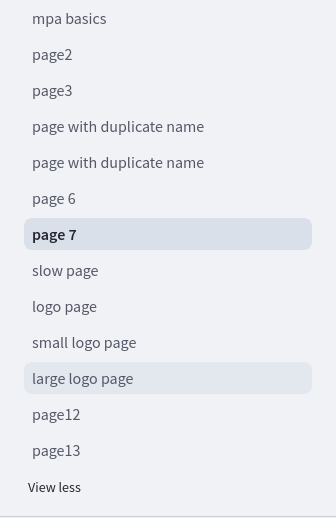 mpa basics
page2
page3
page with duplicate name
page with duplicate name
page 6
page 7
slow page
logo page
small logo page
large logo page
page12
page13
View less